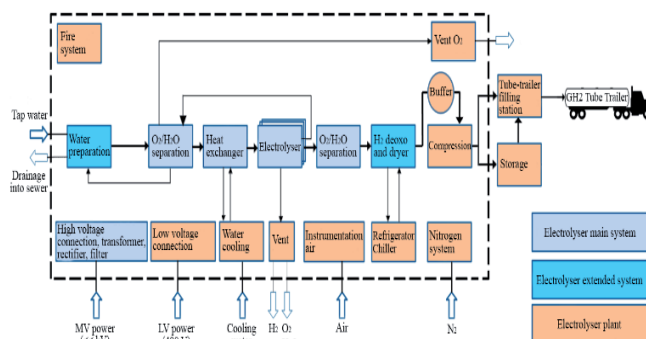 Fire
system
Vent O2
Buffer
Tube-trailer
filling
station
GH2 Tube Trailer
Tap water
Water
preparation
O2/H2O
separation
Heat
exchanger
Electrolyser
O2/H2O
separation
H2 deoxo
and dryer
Compression
Storage
Drainage
into sewer
High voltage
connection, transformer,
rectifier, filter
Low voltage
connection
Water
cooling
Vent
Instrumentation
air
Refrigerator
Chiller
Nitrogen
system
Electrolyser main system
Electrolyser extended system
Electrolyser plant
MV power
LV power
Cooling
H2 O2
Air
N2